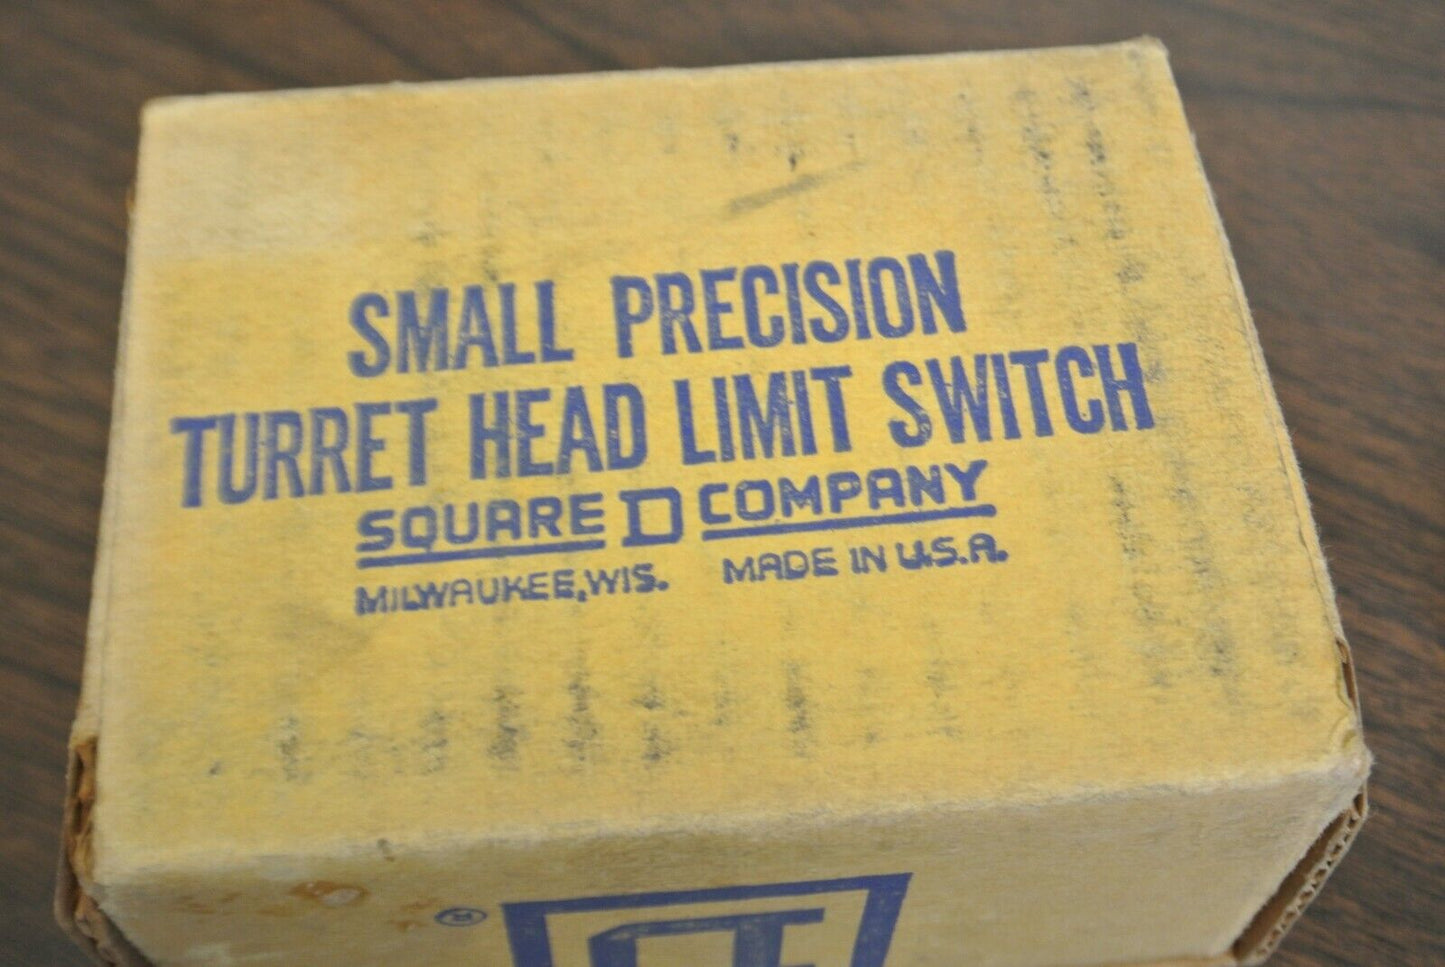 SMALL PRECISION
TURRET HEAD LIMIT SWITCH
SQUARE D COMPANY
MILWAUKEE, WIS. MADE IN U.S.A.
®